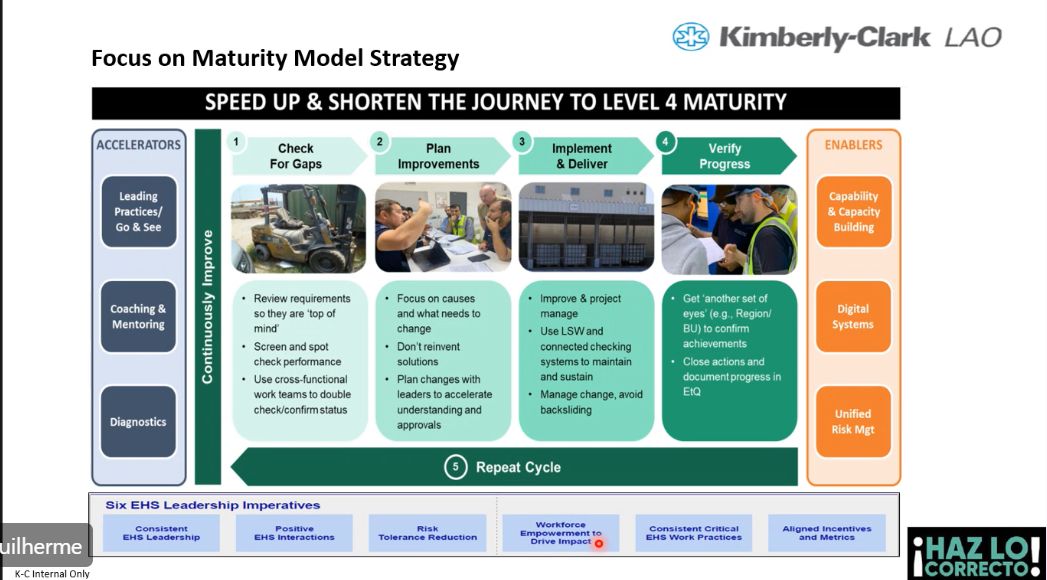 Kimberly-Clark LAO
Focus on Maturity Model Strategy
SPEED UP & SHORTEN THE JOURNEY TO LEVEL 4 MATURITY
ACCELERATORS
Leading
Practices/
Go & See
Coaching &
Mentoring
Diagnostics
Continuously Improve
1
Check
For Gaps
• Review requirements
so they are 'top of
mind'
• Screen and spot
check performance
• Use cross-functional
work teams to double
check/confirm status
2
Plan
Improvements
• Focus on causes
and what needs to
change
• Don't reinvent
solutions
• Plan changes with
leaders to accelerate
understanding and
approvals
3
Implement
& Deliver
• Improve & project
manage
• Use LSW and
connected checking
systems to maintain
and sustain
• Manage change, avoid
backsliding
4
Verify
Progress
• Get 'another set of
eyes' (e.g., Region/
BU) to confirm
achievements
• Close actions and
document progress in
EtQ
5 Repeat Cycle
ENABLERS
Capability
& Capacity
Building
Digital
Systems
Unified
Risk Mgt
Six EHS Leadership Imperatives
Consistent
EHS Leadership
Positive
EHS Interactions
Risk
Tolerance Reduction
Workforce
Empowerment to
Drive Impact
Consistent Critical
EHS Work Practices
Aligned Incentives
and Metrics
uilherme
K-C Internal Only
¡HAZ LO
CORRECTO!